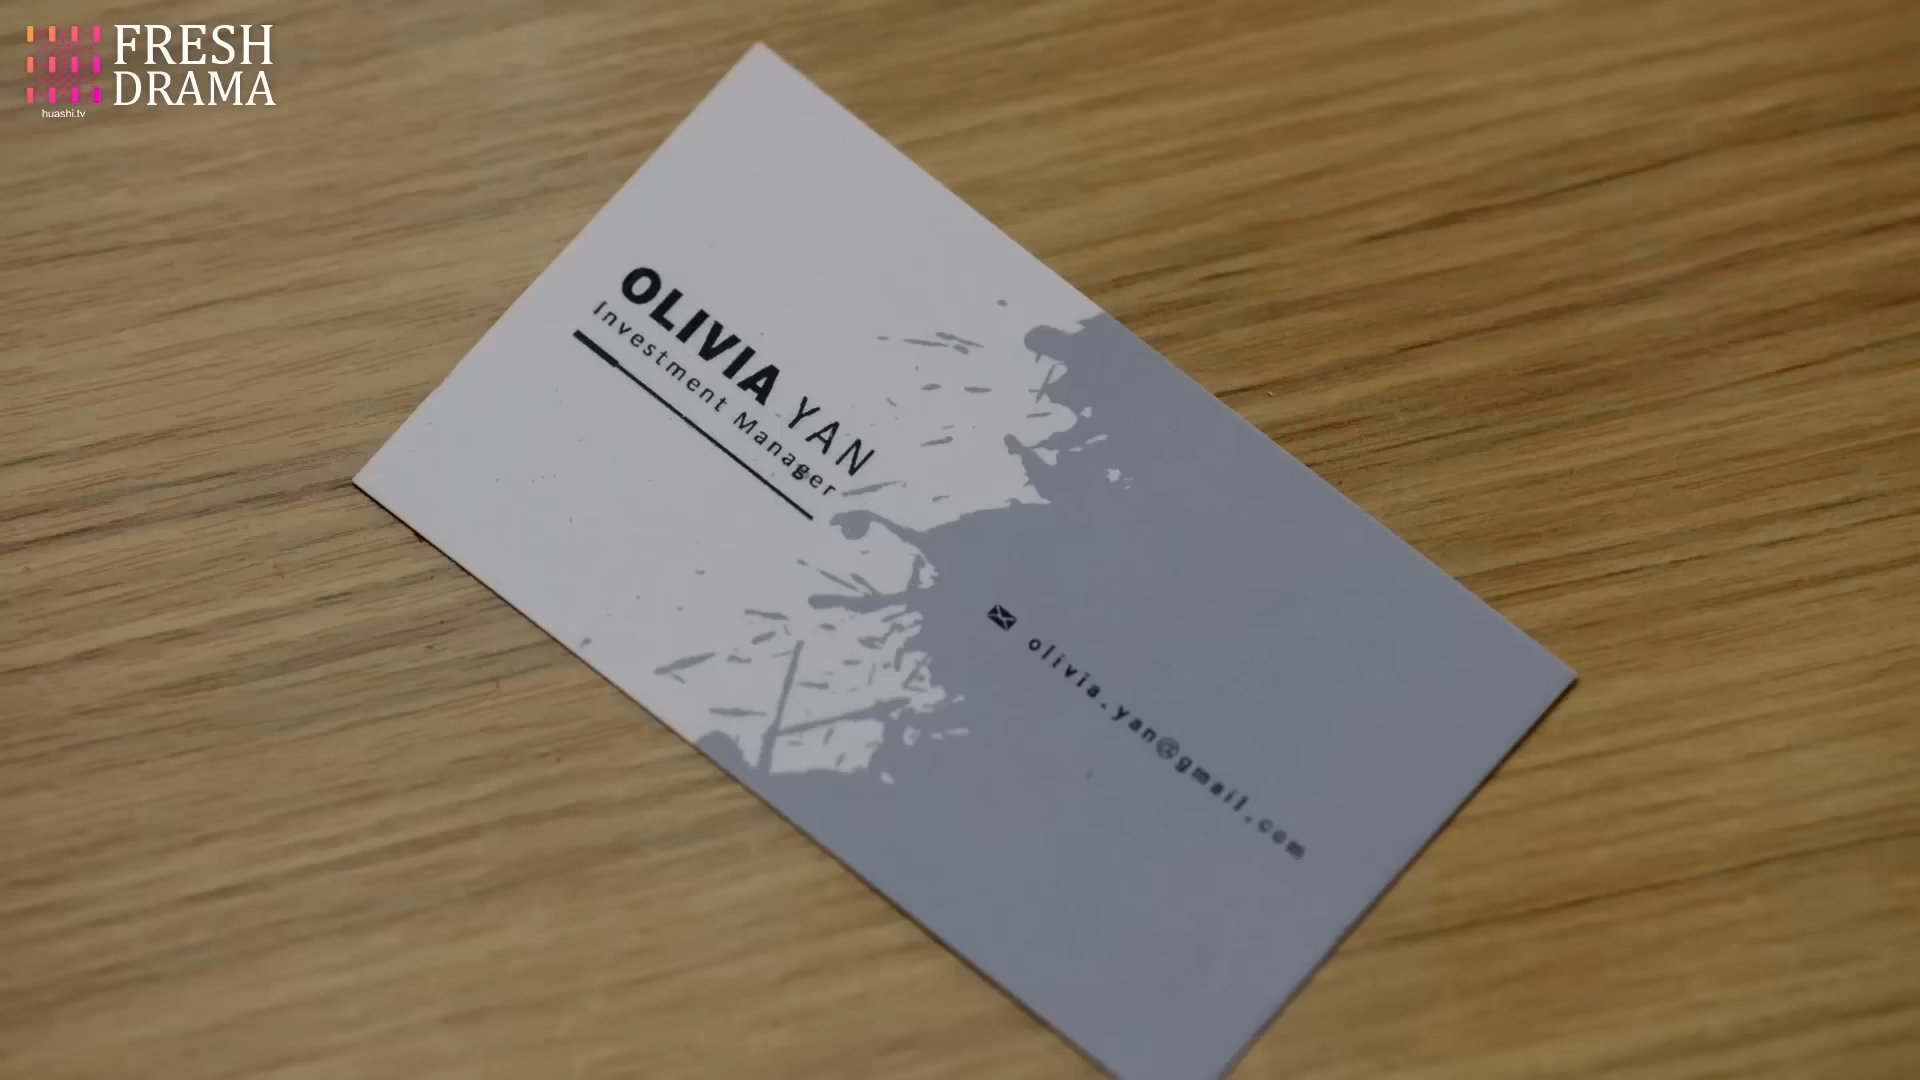 FRESH
DRAMA
huashi.tv
OLIVIA YAN
Investment Manager
olivia.yan@gmail.com